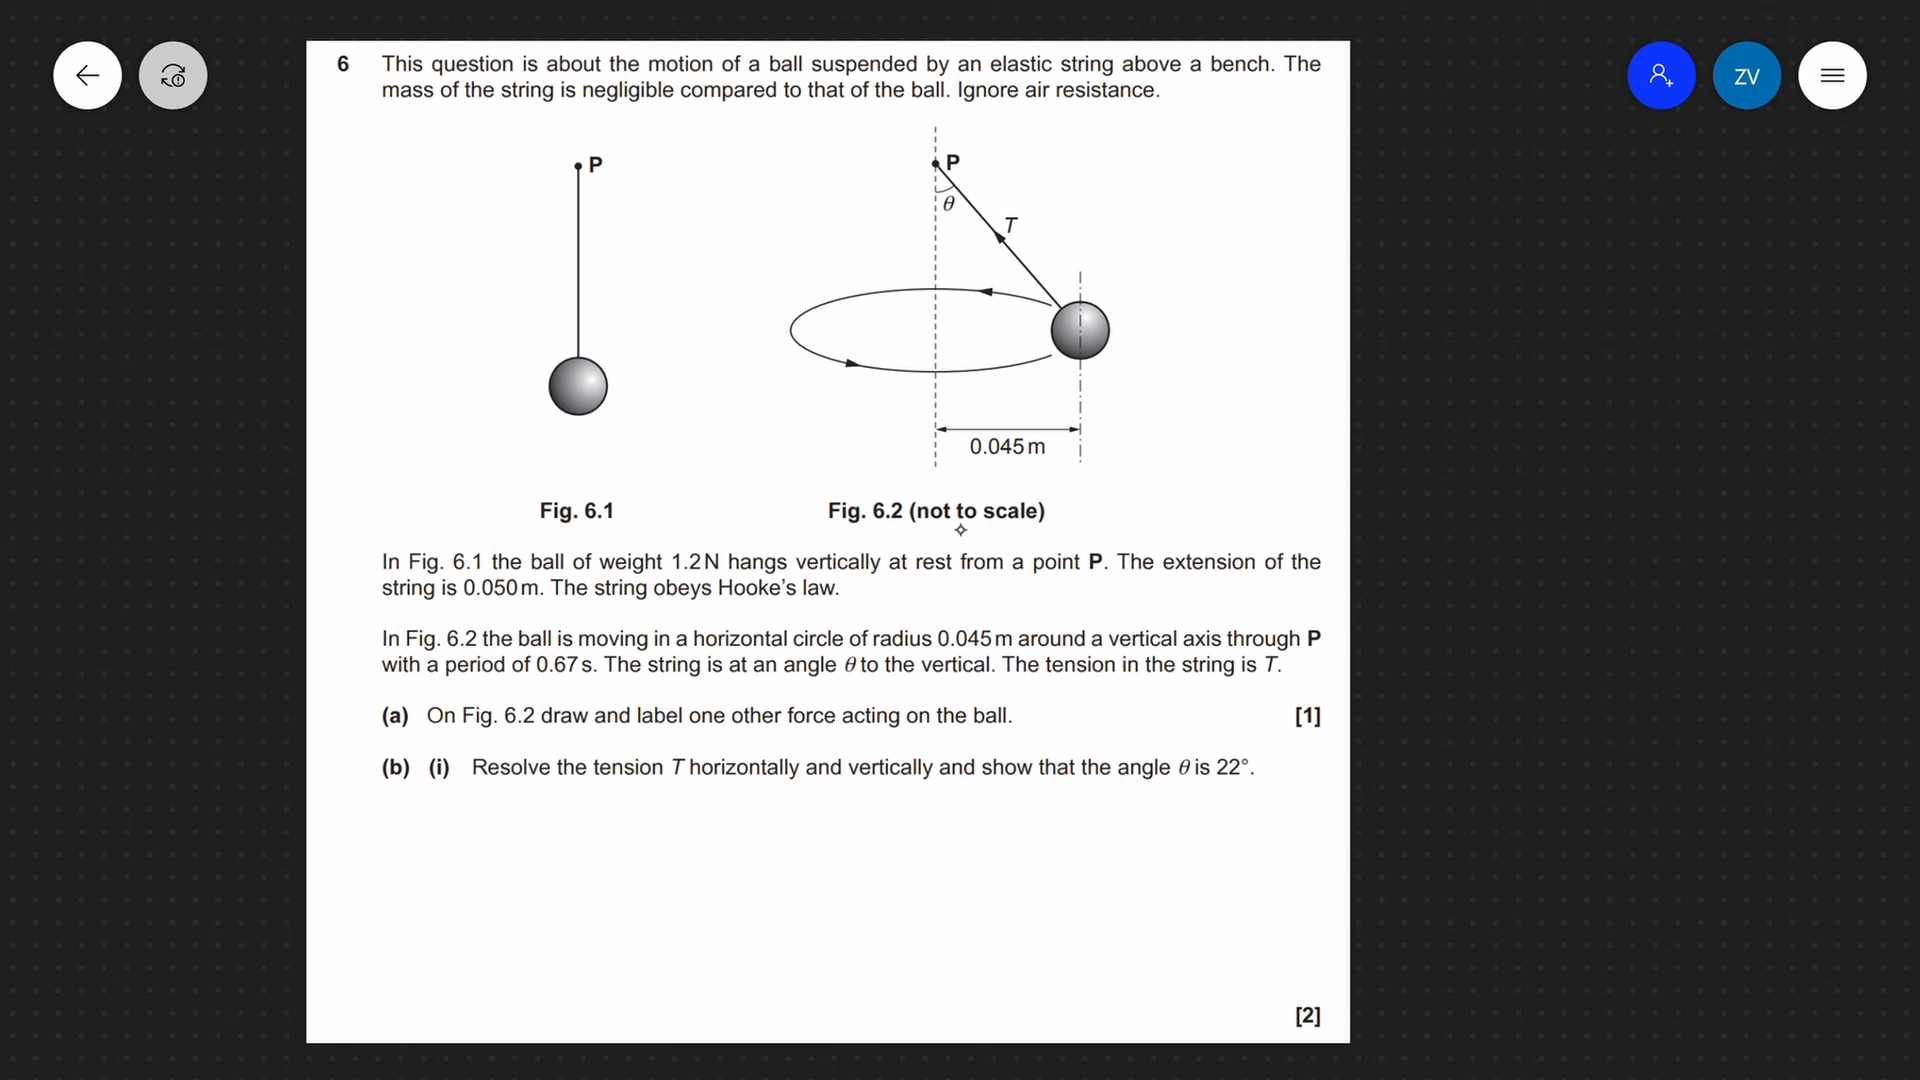 ZV
6 This question is about the motion of a ball suspended by an elastic string above a bench. The
mass of the string is negligible compared to that of the ball. Ignore air resistance.
P
P
θ
T
0.045 m
Fig. 6.1
Fig. 6.2 (not to scale)
In Fig. 6.1 the ball of weight 1.2 N hangs vertically at rest from a point P. The extension of the
string is 0.050 m. The string obeys Hooke's law.
In Fig. 6.2 the ball is moving in a horizontal circle of radius 0.045 m around a vertical axis through P
with a period of 0.67 s. The string is at an angle θ to the vertical. The tension in the string is T.
(a) On Fig. 6.2 draw and label one other force acting on the ball. [1]
(b) (i) Resolve the tension T horizontally and vertically and show that the angle θ is 22°.
[2]